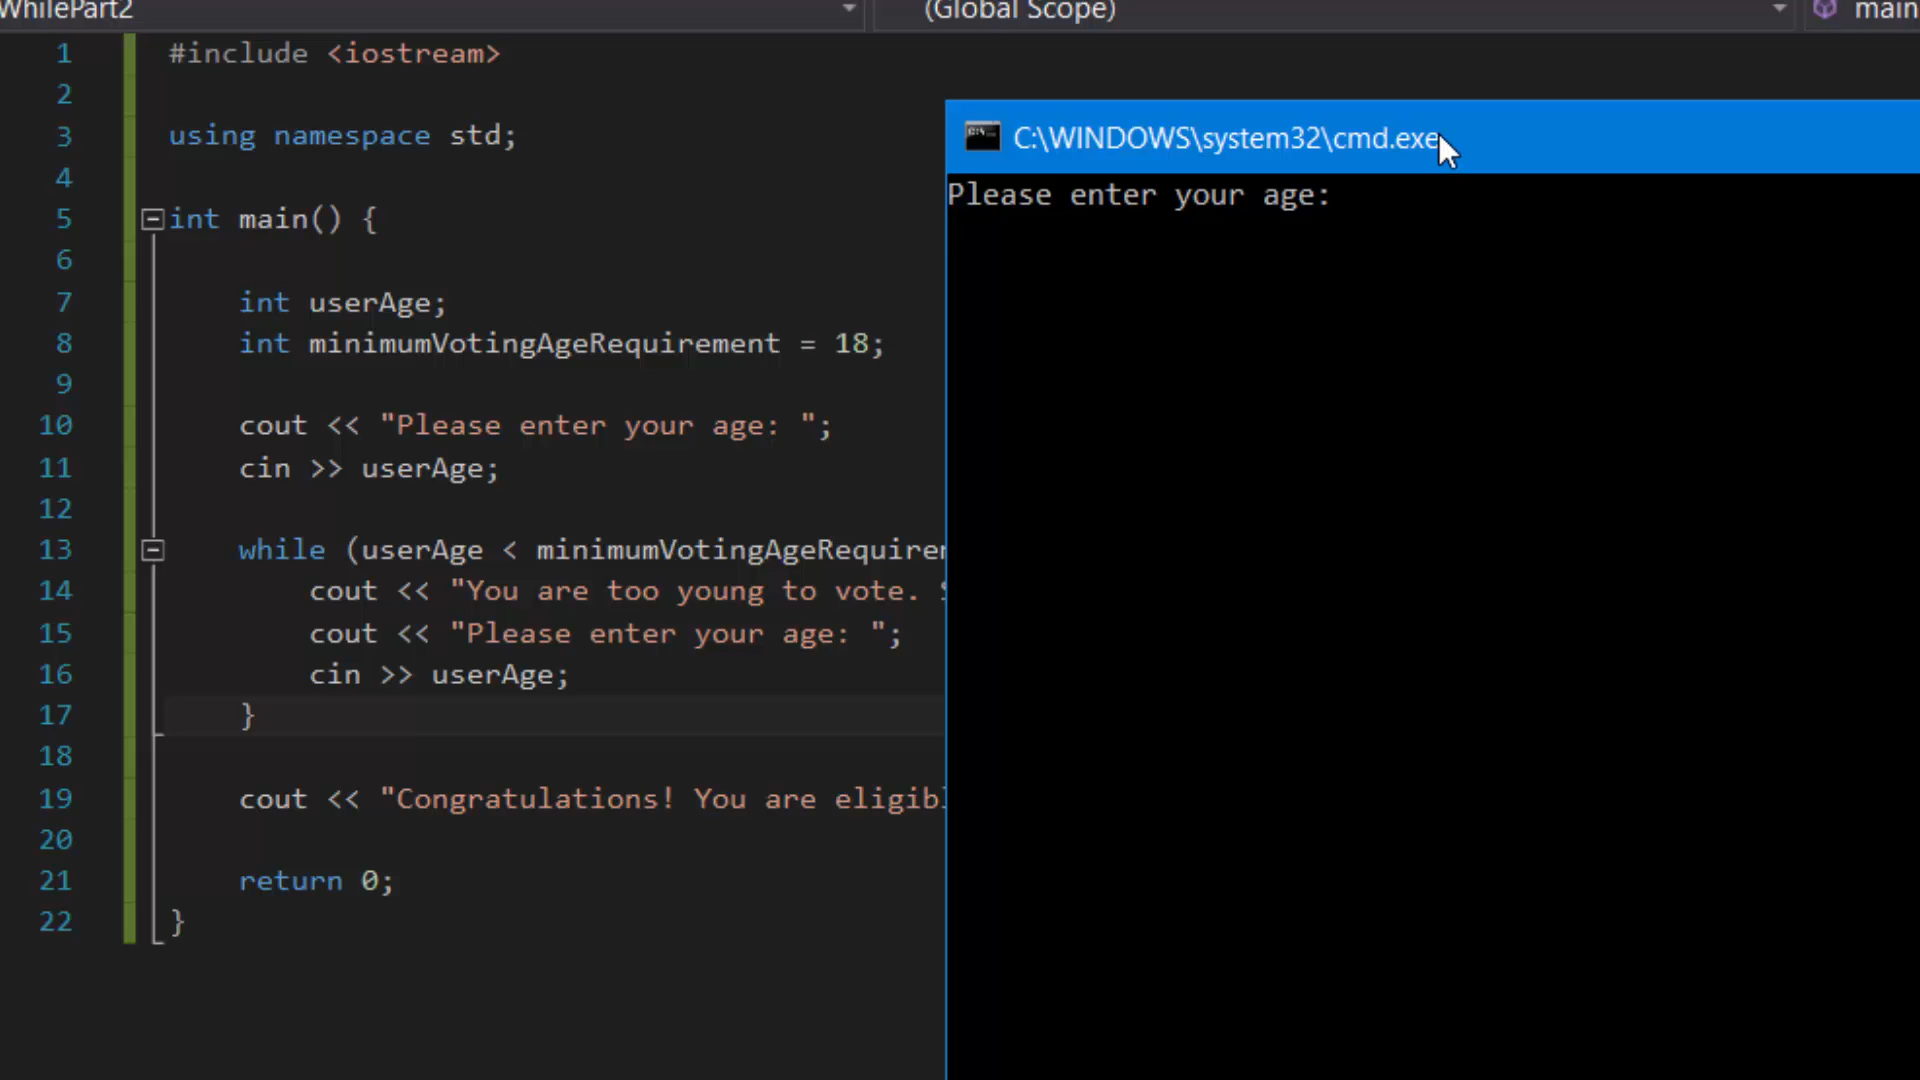 WhilePart2
(Global Scope)
main
1 #include <iostream>
2
3 using namespace std;
4
5 int main() {
6
7 int userAge;
8 int minimumVotingAgeRequirement = 18;
9
10 cout << "Please enter your age: ";
11 cin >> userAge;
12
13 while (userAge < minimumVotingAgeRequirem
14 cout << "You are too young to vote.
15 cout << "Please enter your age: ";
16 cin >> userAge;
17 }
18
19 cout << "Congratulations! You are eligibl
20
21 return 0;
22 }
C:\WINDOWS\system32\cmd.exe
Please enter your age: